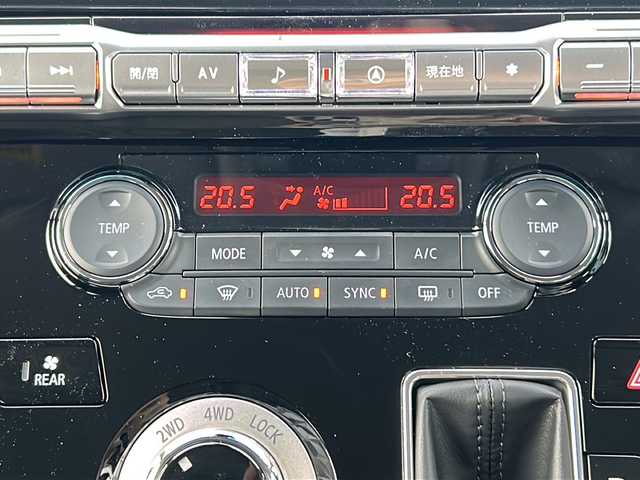 開/閉 AV 現在地 *
20.5 A/C 20.5
TEMP TEMP
MODE A/C
AUTO SYNC OFF
REAR
2WD 4WD LOCK